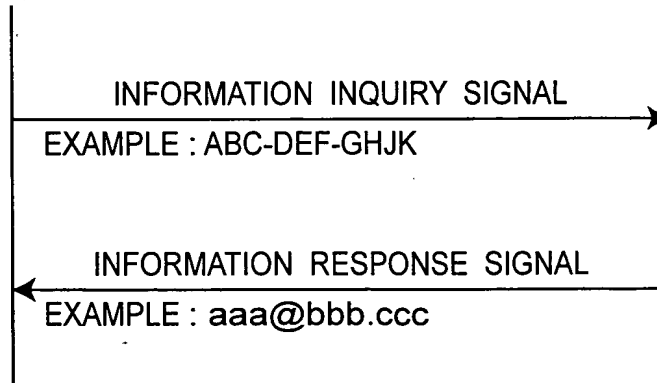 INFORMATION INQUIRY SIGNAL
EXAMPLE : ABC-DEF-GHJK
INFORMATION RESPONSE SIGNAL
EXAMPLE : aaa@bbb.ccc